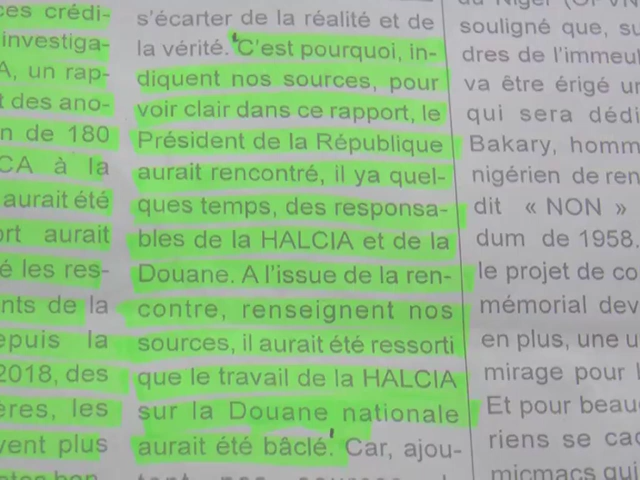 ces crédi-
investiga-
A, un rap-
t des ano-
n de 180
CA à la
aurait été
ort aurait
é les res-
nts de la
epuis la
2018, des
ères, les
vent plus
s'écarter de la réalité et de
la vérité. C'est pourquoi, in-
diquent nos sources, pour
voir clair dans ce rapport, le
Président de la République
aurait rencontré, il ya quel-
ques temps, des responsa-
bles de la HALCIA et de la
Douane. A l'issue de la ren-
contre, renseignent nos
sources, il aurait été ressorti
que le travail de la HALCIA
sur la Douane nationale
aurait été bâclé. Car, ajou-
souligné que, su
dres de l'immeu
va être érigé un
qui sera dédi
Bakary, homm
nigérien de ren
dit « NON »
dum de 1958.
le projet de co
mémorial dev
en plus, une u
mirage pour l
Et pour beau
riens se cac
micmacs qui